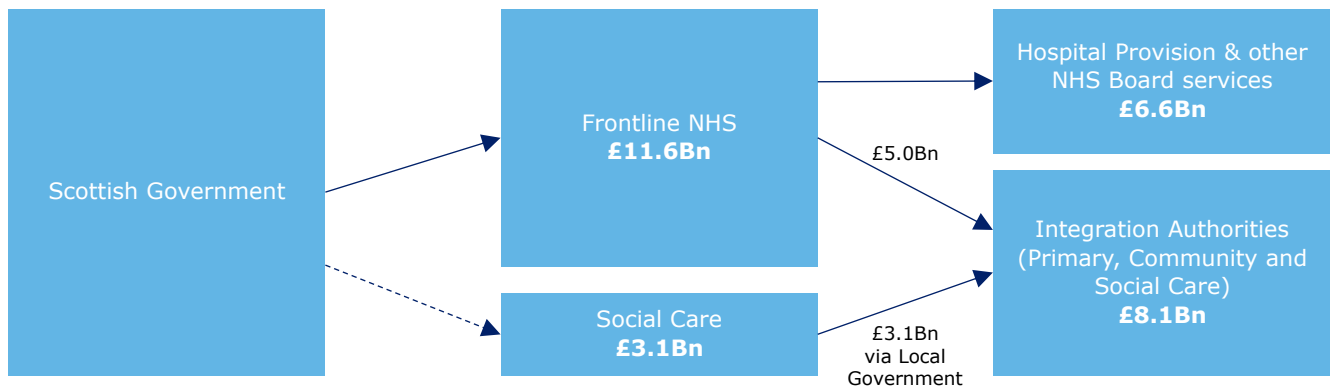 Scottish Government
Frontline NHS
£11.6Bn
Social Care
£3.1Bn
£5.0Bn
£3.1Bn
via Local
Government
Hospital Provision & other
NHS Board services
£6.6Bn
Integration Authorities
(Primary, Community and
Social Care)
£8.1Bn